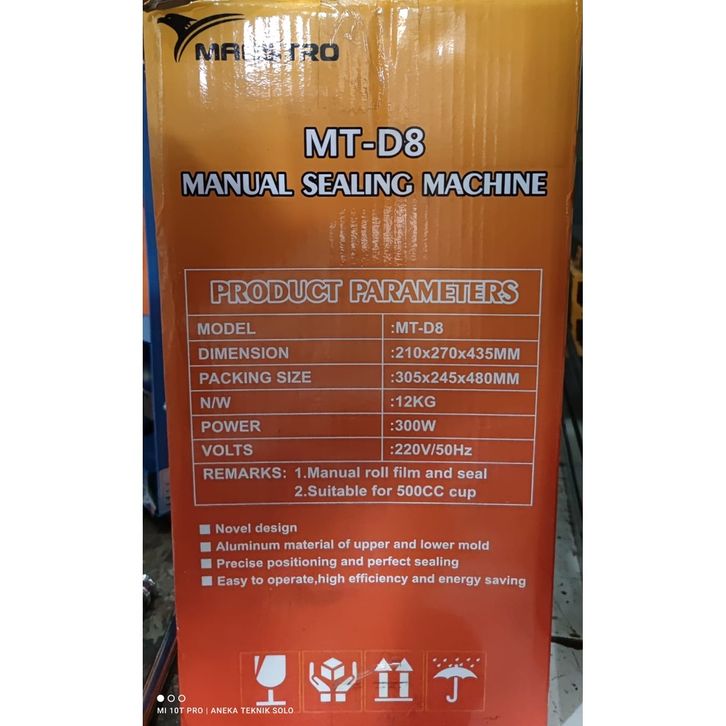 MT-D8
MANUAL SEALING MACHINE
PRODUCT PARAMETERS
MODEL :MT-D8
DIMENSION :210x270x435MM
PACKING SIZE :305x245x480MM
N/W :12KG
POWER :300W
VOLTS :220V/50Hz
REMARKS: 1.Manual roll film and seal
2.Suitable for 500CC cup
Novel design
Aluminum material of upper and lower mold
Precise positioning and perfect sealing
Easy to operate,high efficiency and energy saving
MI 10T PRO | ANEKA TEKNIK SOLO